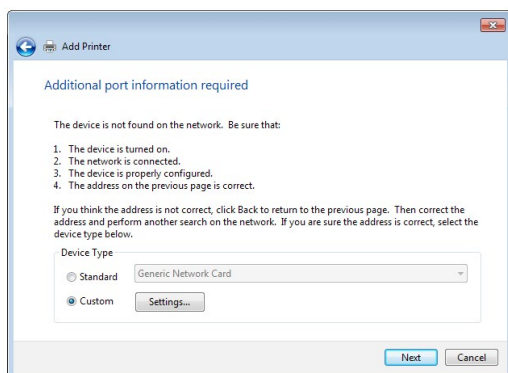 Add Printer
Additional port information required
The device is not found on the network. Be sure that:
1. The device is turned on.
2. The network is connected.
3. The device is properly configured.
4. The address on the previous page is correct.
If you think the address is not correct, click Back to return to the previous page. Then correct the
address and perform another search on the network. If you are sure the address is correct, select the
device type below.
Device Type
Standard Generic Network Card
Custom Settings...
Next Cancel